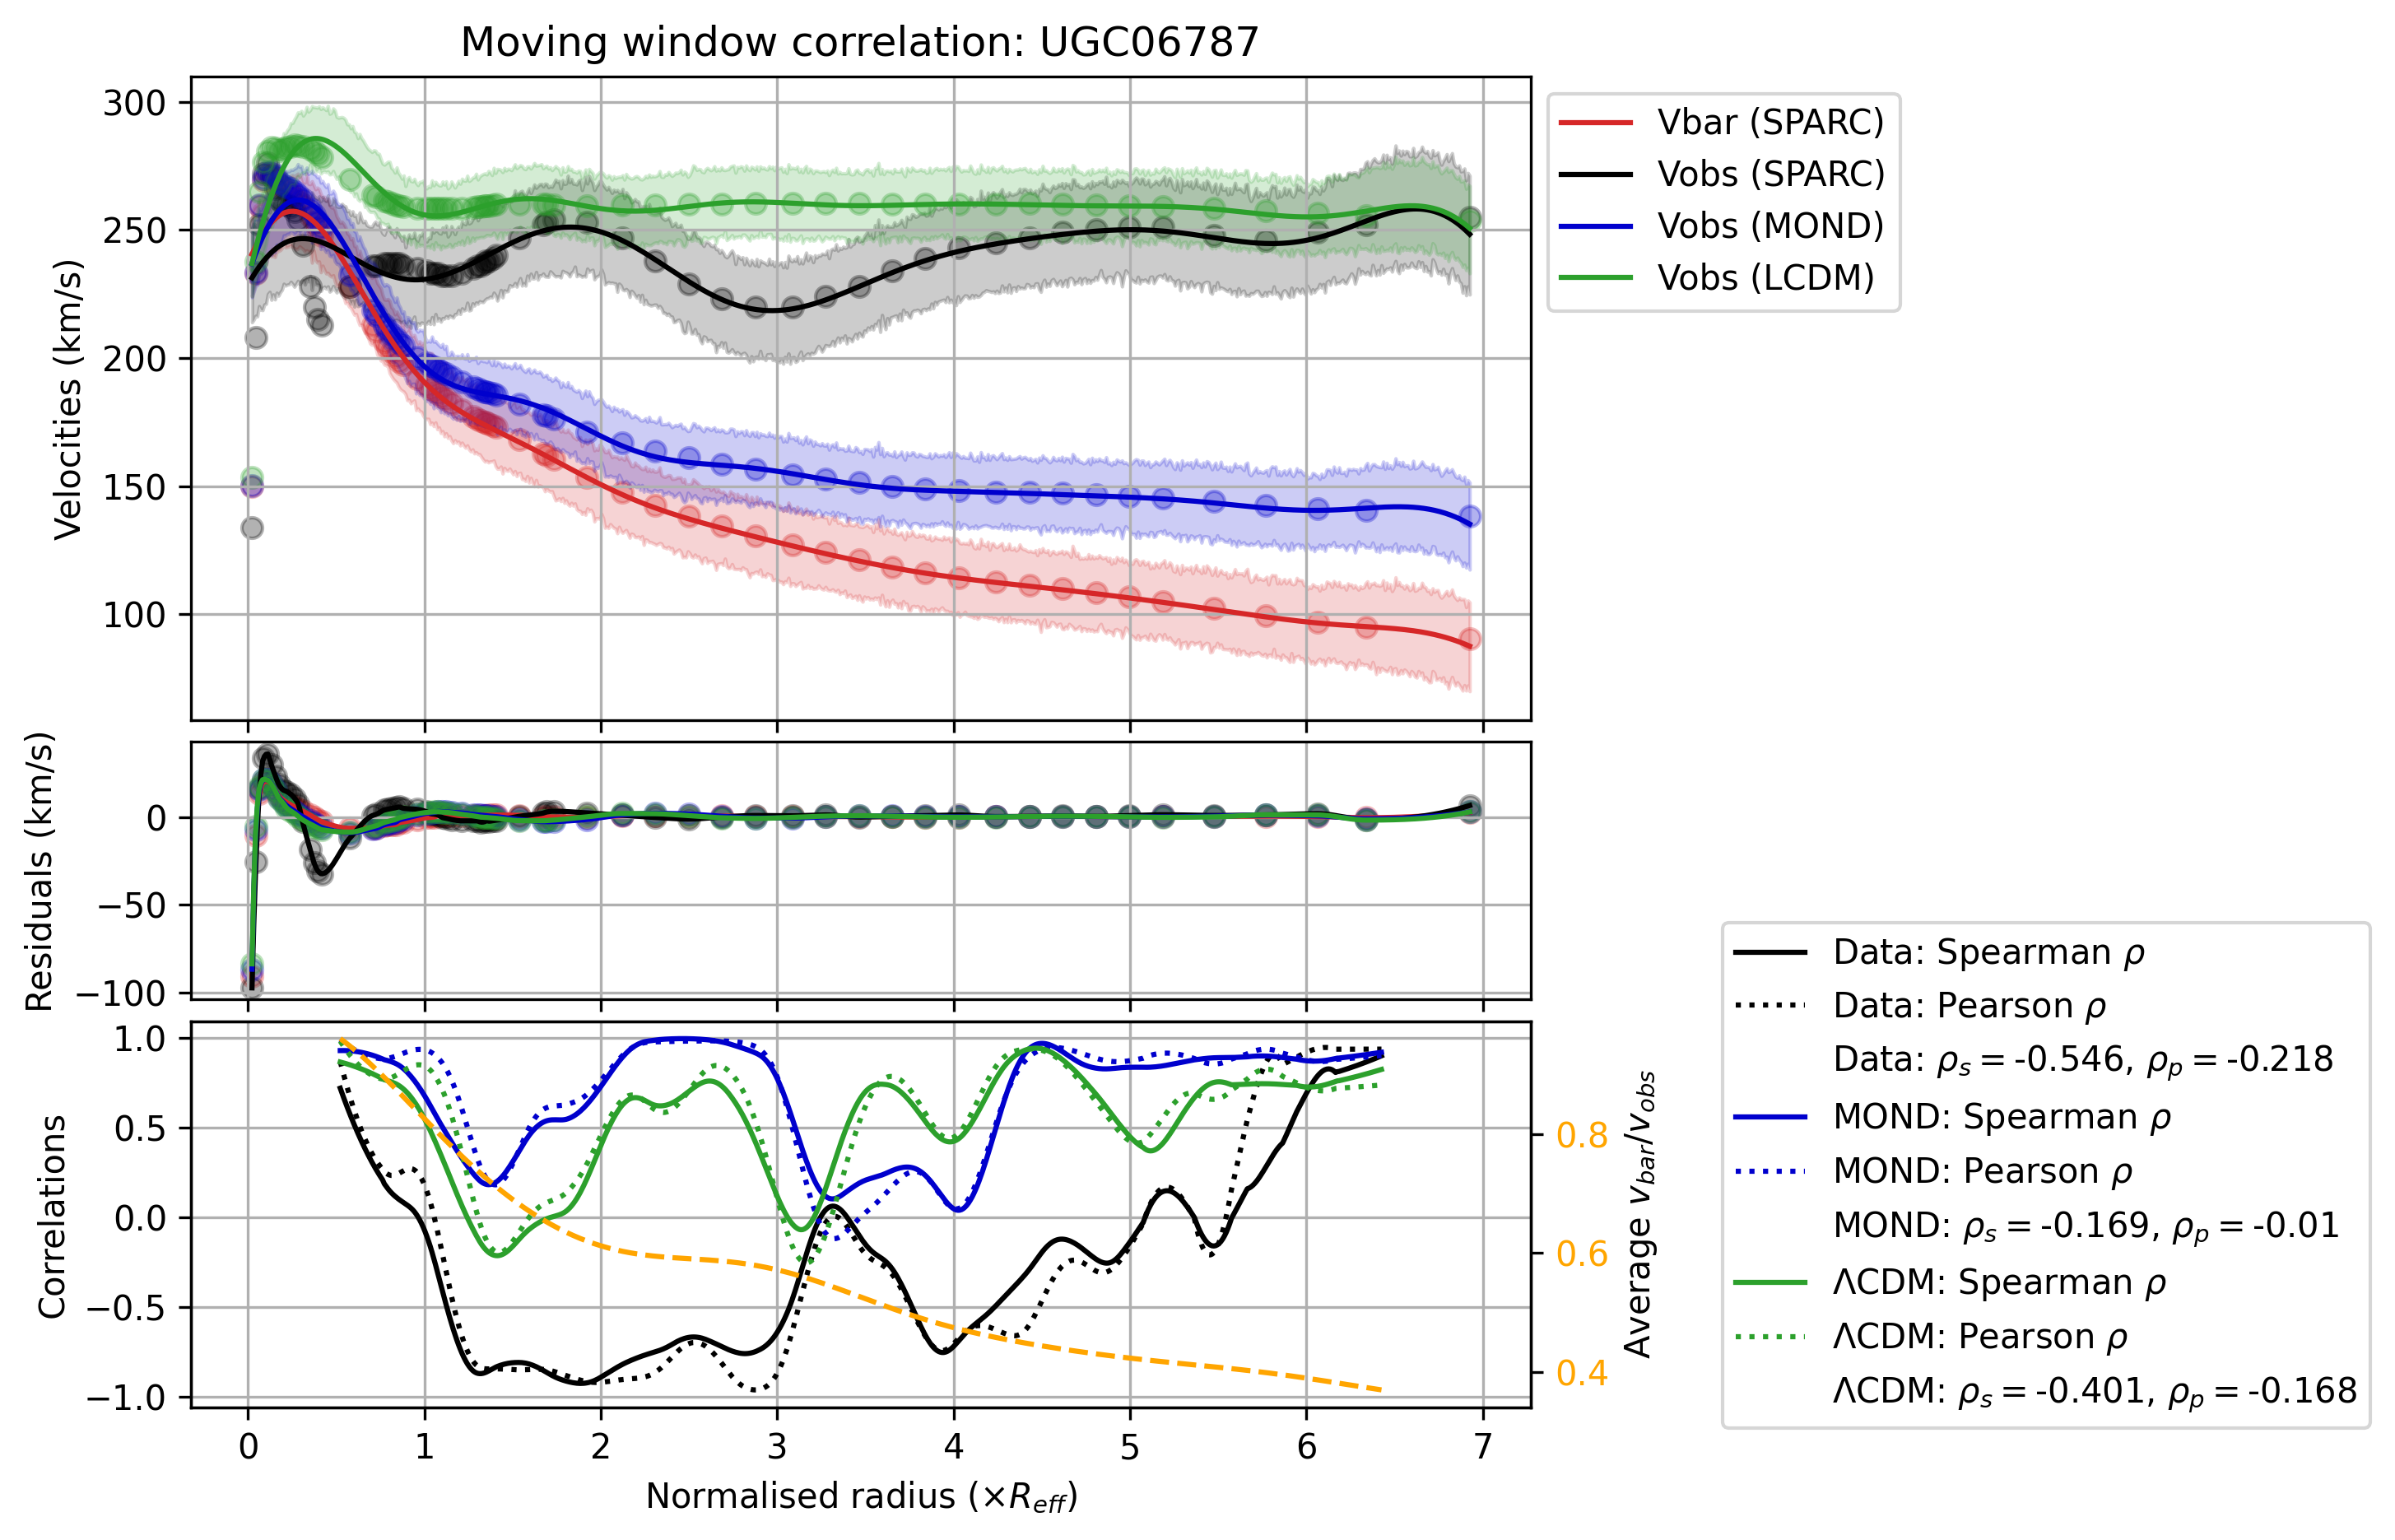 Moving window correlation: UGC06787
Velocities (km/s)
300
250
200
150
100
Vbar (SPARC)
Vobs (SPARC)
Vobs (MOND)
Vobs (LCDM)
Residuals (km/s)
0
−50
−100
Correlations
1.0
0.5
0.0
−0.5
−1.0
0.8
0.6
0.4
Average v_bar/v_obs
0 1 2 3 4 5 6 7
Normalised radius (×R_eff)
Data: Spearman ρ
Data: Pearson ρ
Data: ρ_s = -0.546, ρ_p = -0.218
MOND: Spearman ρ
MOND: Pearson ρ
MOND: ρ_s = -0.169, ρ_p = -0.01
ΛCDM: Spearman ρ
ΛCDM: Pearson ρ
ΛCDM: ρ_s = -0.401, ρ_p = -0.168